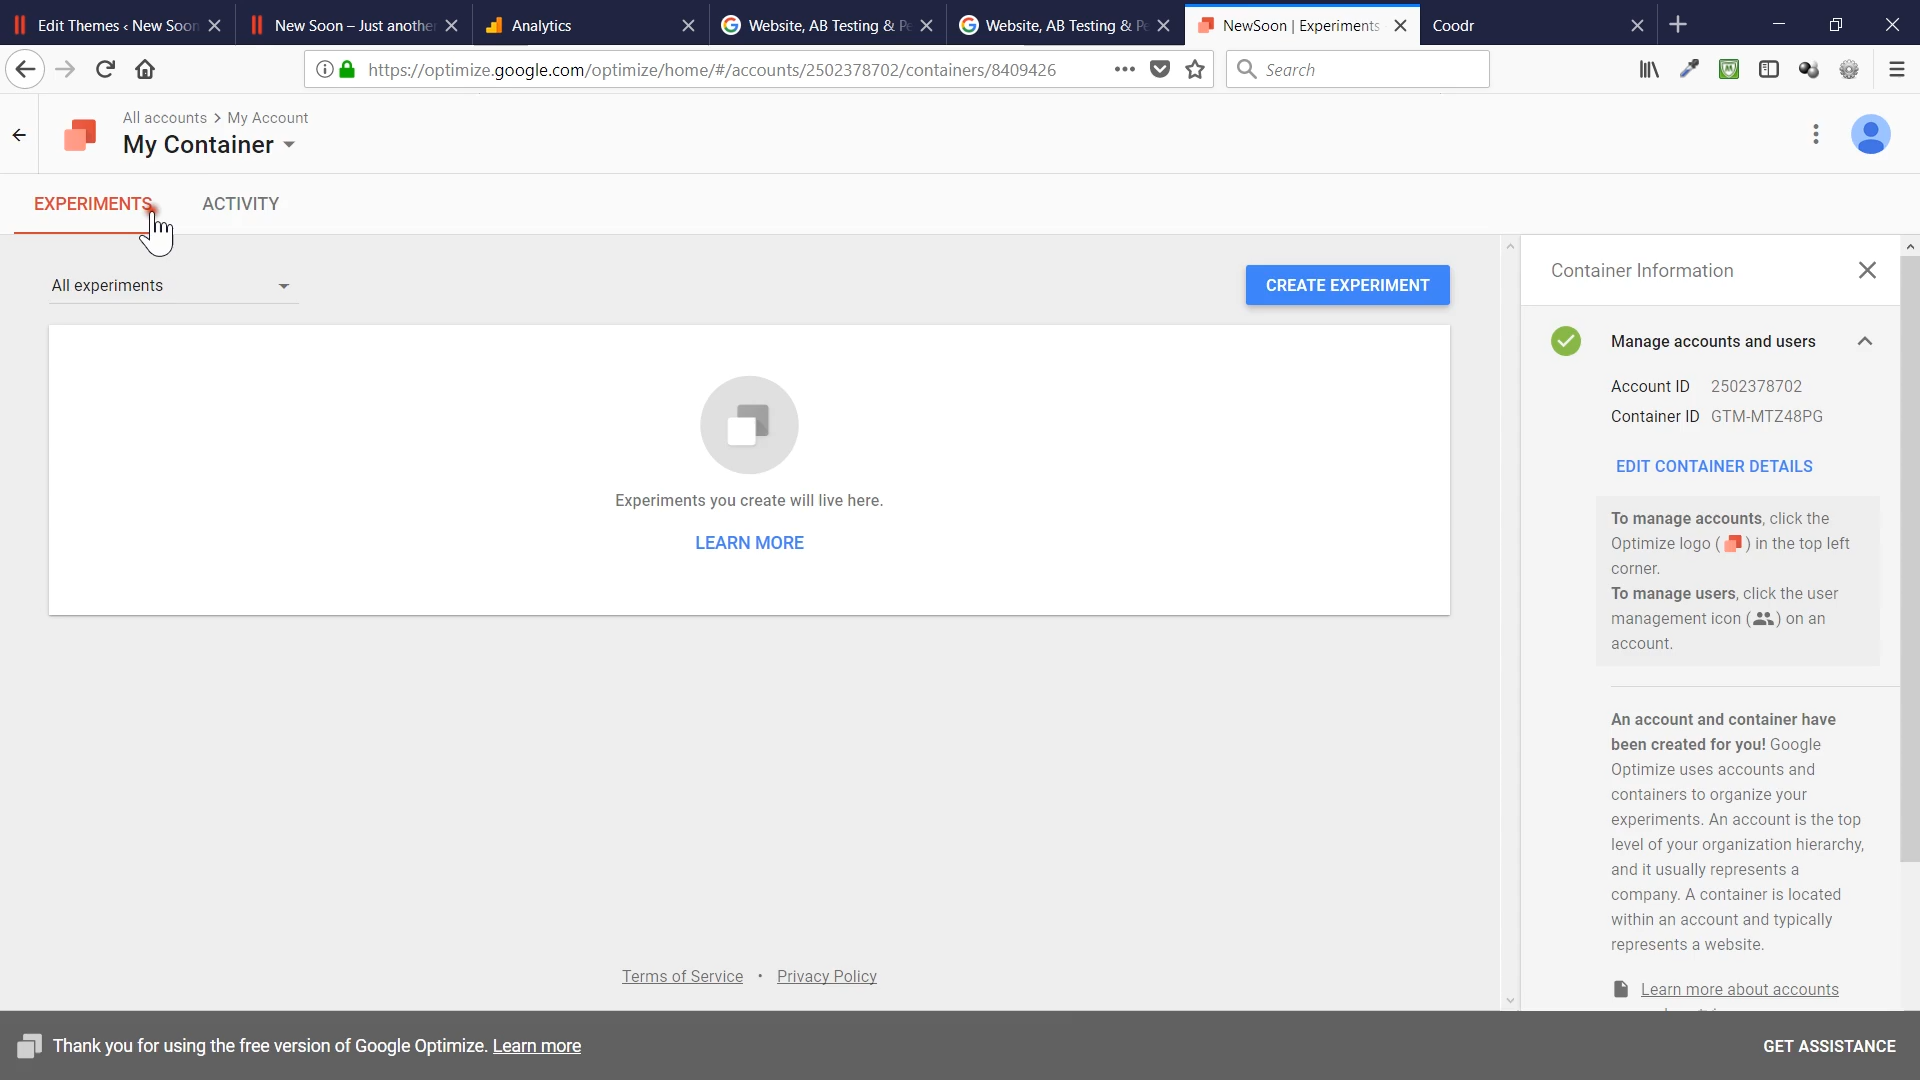 Edit Themes ‹ New Soon
New Soon – Just another
Analytics
Website, AB Testing & Pe
Website, AB Testing & Pe
NewSoon | Experiments
Coodr
https://optimize.google.com/optimize/home/#/accounts/2502378702/containers/8409426
Search
All accounts > My Account
My Container
EXPERIMENTS
ACTIVITY
All experiments
CREATE EXPERIMENT
Experiments you create will live here.
LEARN MORE
Terms of Service • Privacy Policy
Container Information
Manage accounts and users
Account ID 2502378702
Container ID GTM-MTZ48PG
EDIT CONTAINER DETAILS
To manage accounts, click the
Optimize logo ( ) in the top left
corner.
To manage users, click the user
management icon ( ) on an
account.
An account and container have
been created for you! Google
Optimize uses accounts and
containers to organize your
experiments. An account is the top
level of your organization hierarchy,
and it usually represents a
company. A container is located
within an account and typically
represents a website.
Learn more about accounts
Thank you for using the free version of Google Optimize. Learn more
GET ASSISTANCE